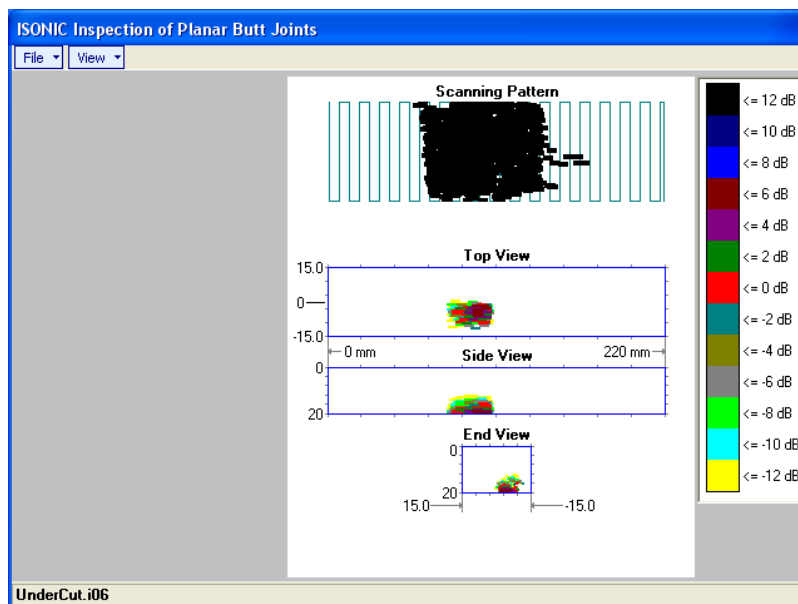 ISONIC Inspection of Planar Butt Joints
File View
Scanning Pattern
<= 12 dB
<= 10 dB
<= 8 dB
<= 6 dB
<= 4 dB
<= 2 dB
<= 0 dB
<= -2 dB
<= -4 dB
<= -6 dB
<= -8 dB
<= -10 dB
<= -12 dB
Top View
15.0
0
-15.0
0 mm Side View 220 mm
0
20
End View
0
20
15.0 -15.0
UnderCut.i06